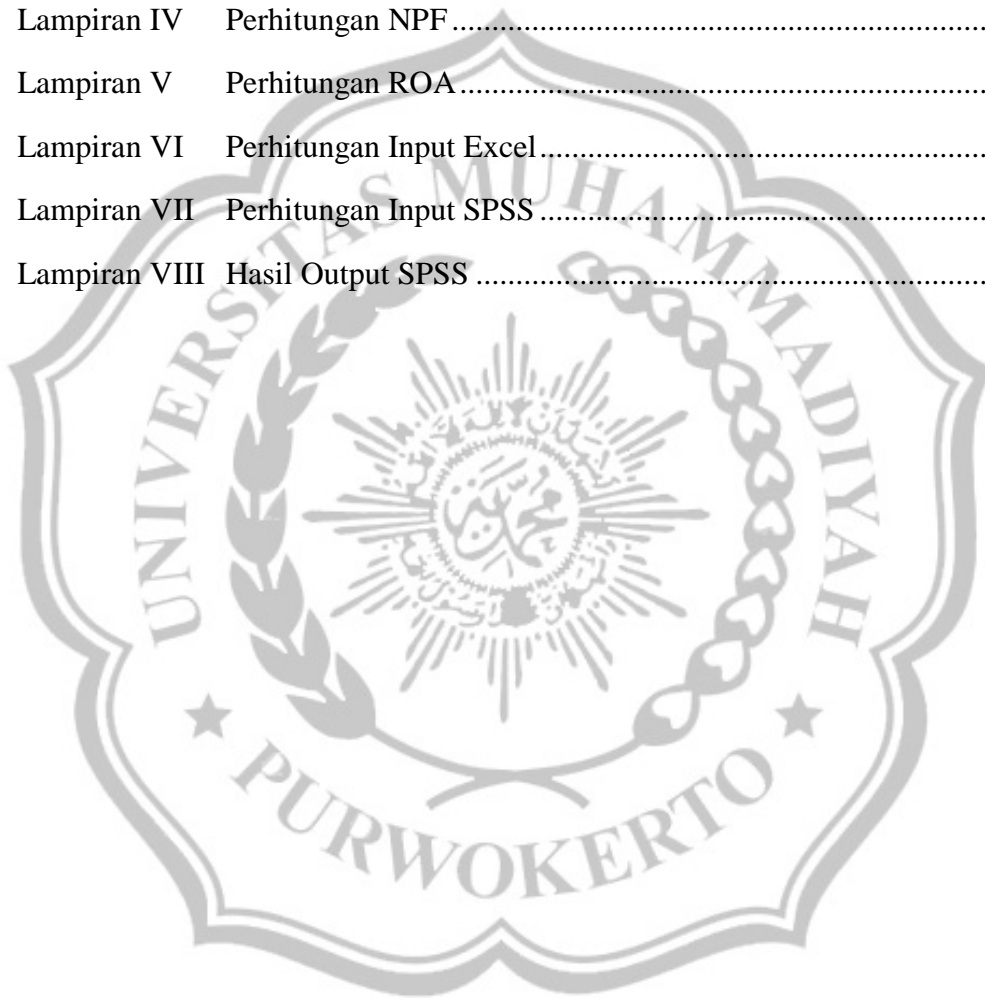 Lampiran IV Perhitungan NPF....................................................................
Lampiran V Perhitungan ROA...................................................................
Lampiran VI Perhitungan Input Excel.........................................................
Lampiran VII Perhitungan Input SPSS.........................................................
Lampiran VIII Hasil Output SPSS .................................................................
UNIVERSITAS MUHAMMADIYAH
محمدية
PURWOKERTO